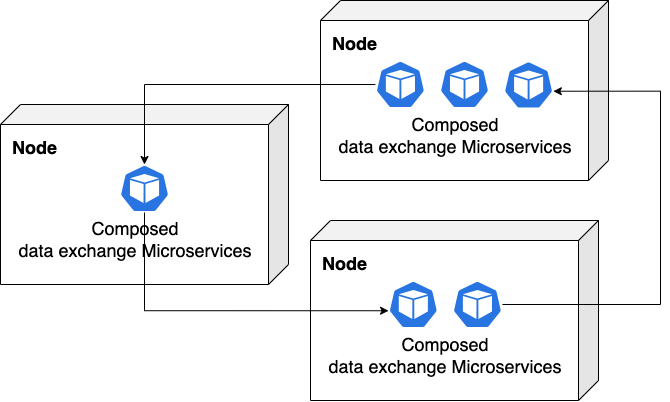 Node
Composed
data exchange Microservices
Node
Composed
data exchange Microservices
Node
Composed
data exchange Microservices